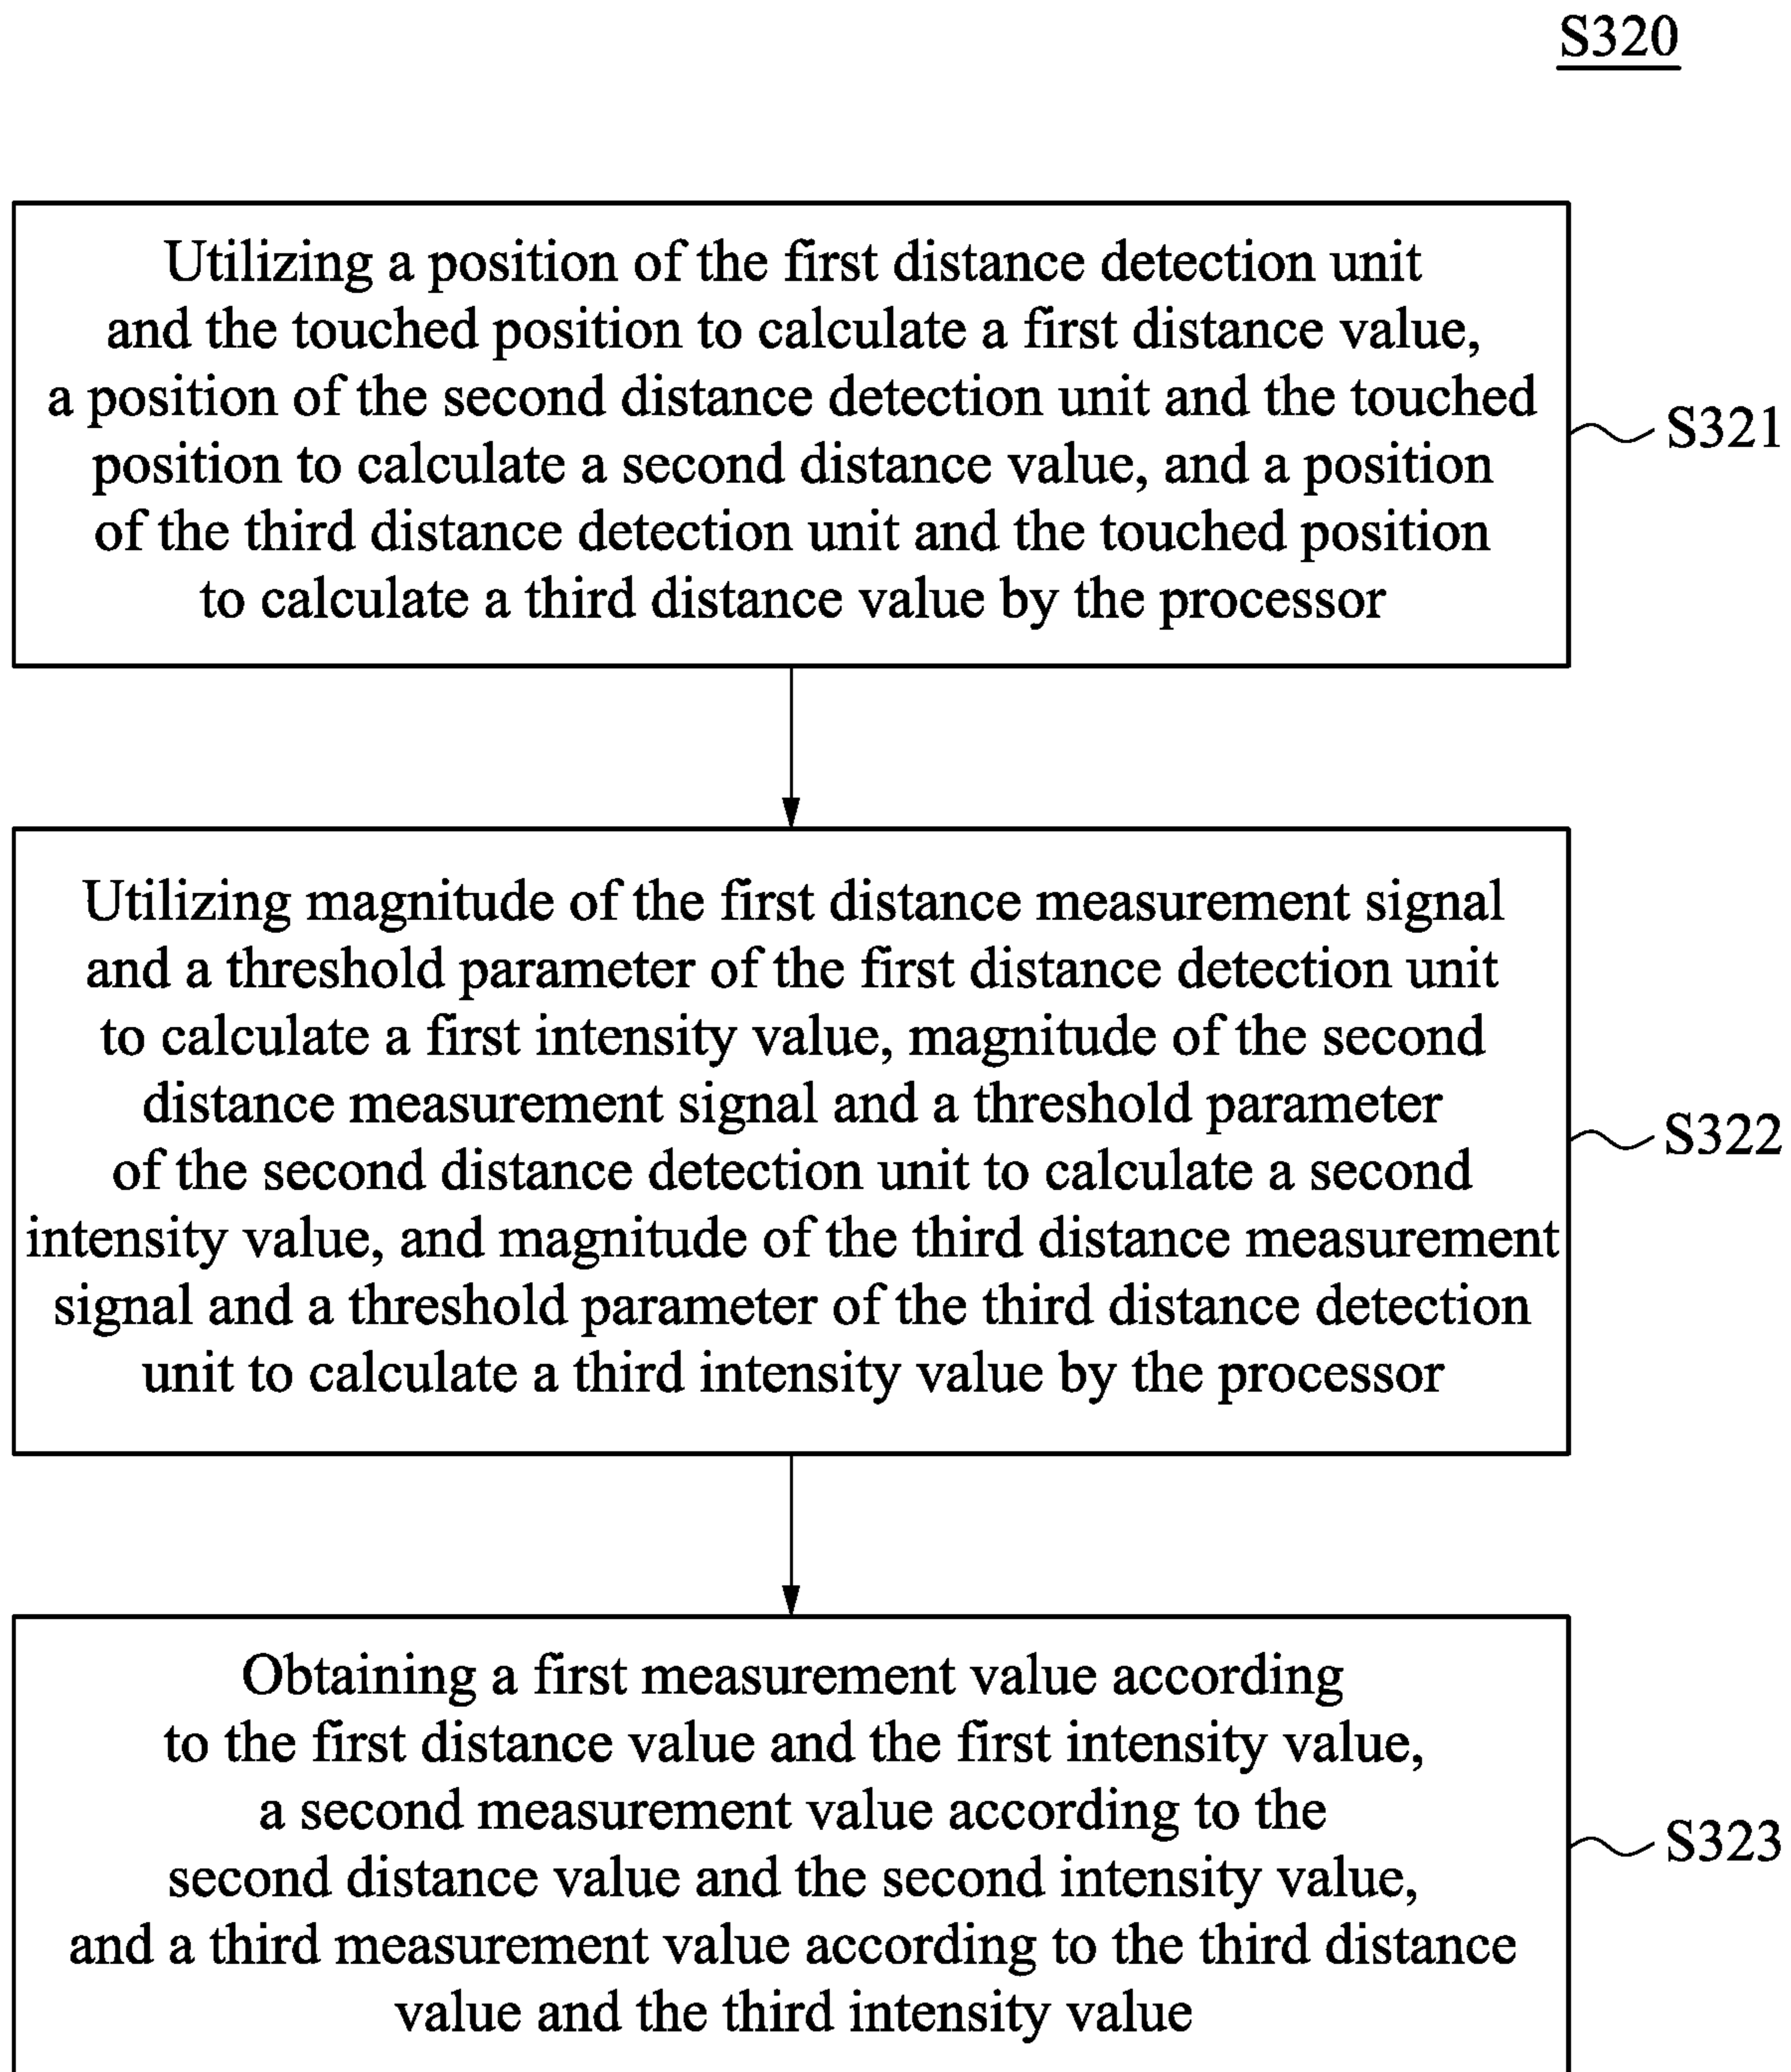 S320
Utilizing a position of the first distance detection unit
and the touched position to calculate a first distance value,
a position of the second distance detection unit and the touched
position to calculate a second distance value, and a position
of the third distance detection unit and the touched position
to calculate a third distance value by the processor
S321
Utilizing magnitude of the first distance measurement signal
and a threshold parameter of the first distance detection unit
to calculate a first intensity value, magnitude of the second
distance measurement signal and a threshold parameter
of the second distance detection unit to calculate a second
intensity value, and magnitude of the third distance measurement
signal and a threshold parameter of the third distance detection
unit to calculate a third intensity value by the processor
S322
Obtaining a first measurement value according
to the first distance value and the first intensity value,
a second measurement value according to the
second distance value and the second intensity value,
and a third measurement value according to the third distance
value and the third intensity value
S323